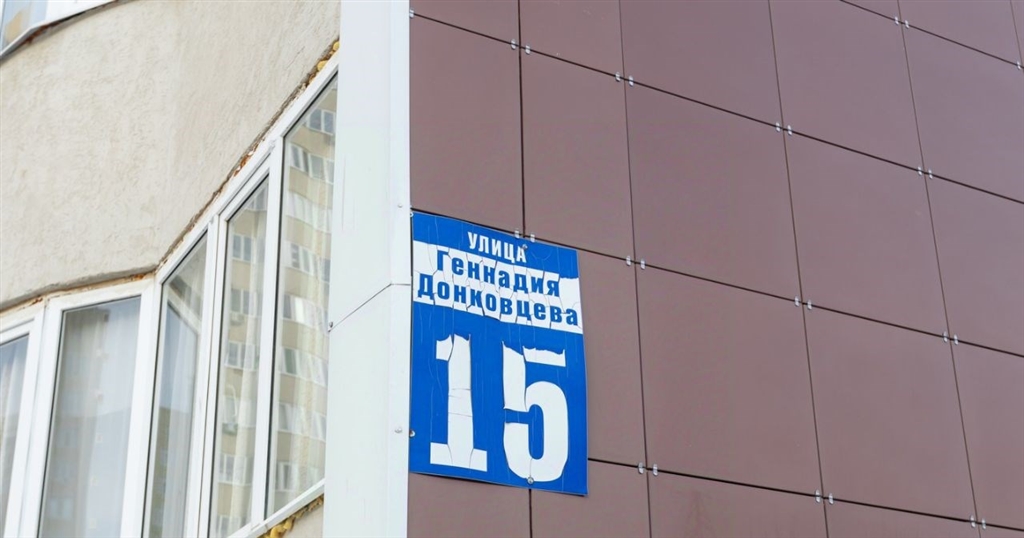 УЛИЦА
Геннадия
Донковцева
15